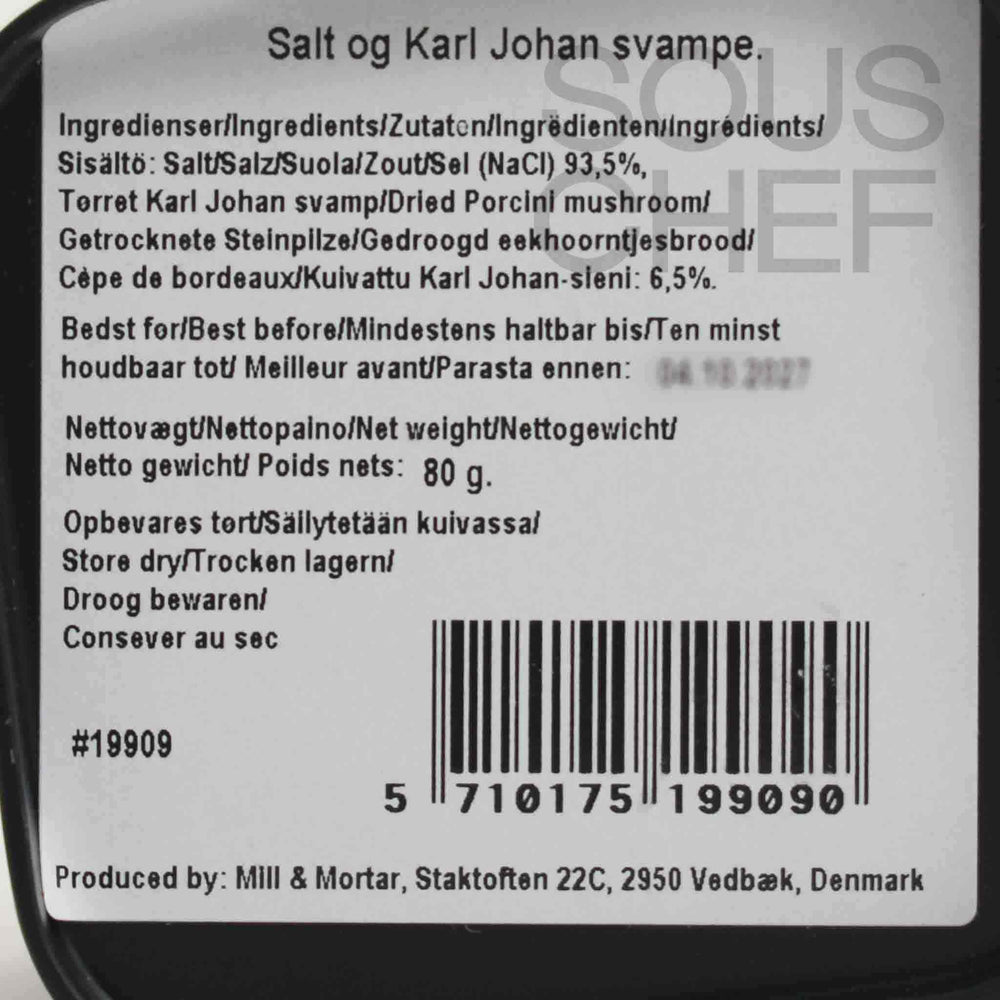 Salt og Karl Johan svampe.
SOUS
CHEF
Ingredienser/Ingredients/Zutaten/Ingrëdienten/Ingrédients/
Sisältö: Salt/Salz/Suola/Zout/Sel (NaCl) 93,5%,
Tørret Karl Johan svamp/Dried Porcini mushroom/
Getrocknete Steinpilze/Gedroogd eekhoorntjesbrood/
Cèpe de bordeaux/Kuivattu Karl Johan-sieni: 6,5%.
Bedst før/Best before/Mindestens haltbar bis/Ten minst
houdbaar tot/ Meilleur avant/Parasta ennen:
Nettovægt/Nettopaino/Net weight/Nettogewicht/
Netto gewicht/ Poids nets: 80 g.
Opbevares tørt/Säilytetään kuivassa/
Store dry/Trocken lagern/
Droog bewaren/
Consever au sec
#19909
5 710175 199090
Produced by: Mill & Mortar, Staktoften 22C, 2950 Vedbæk, Denmark